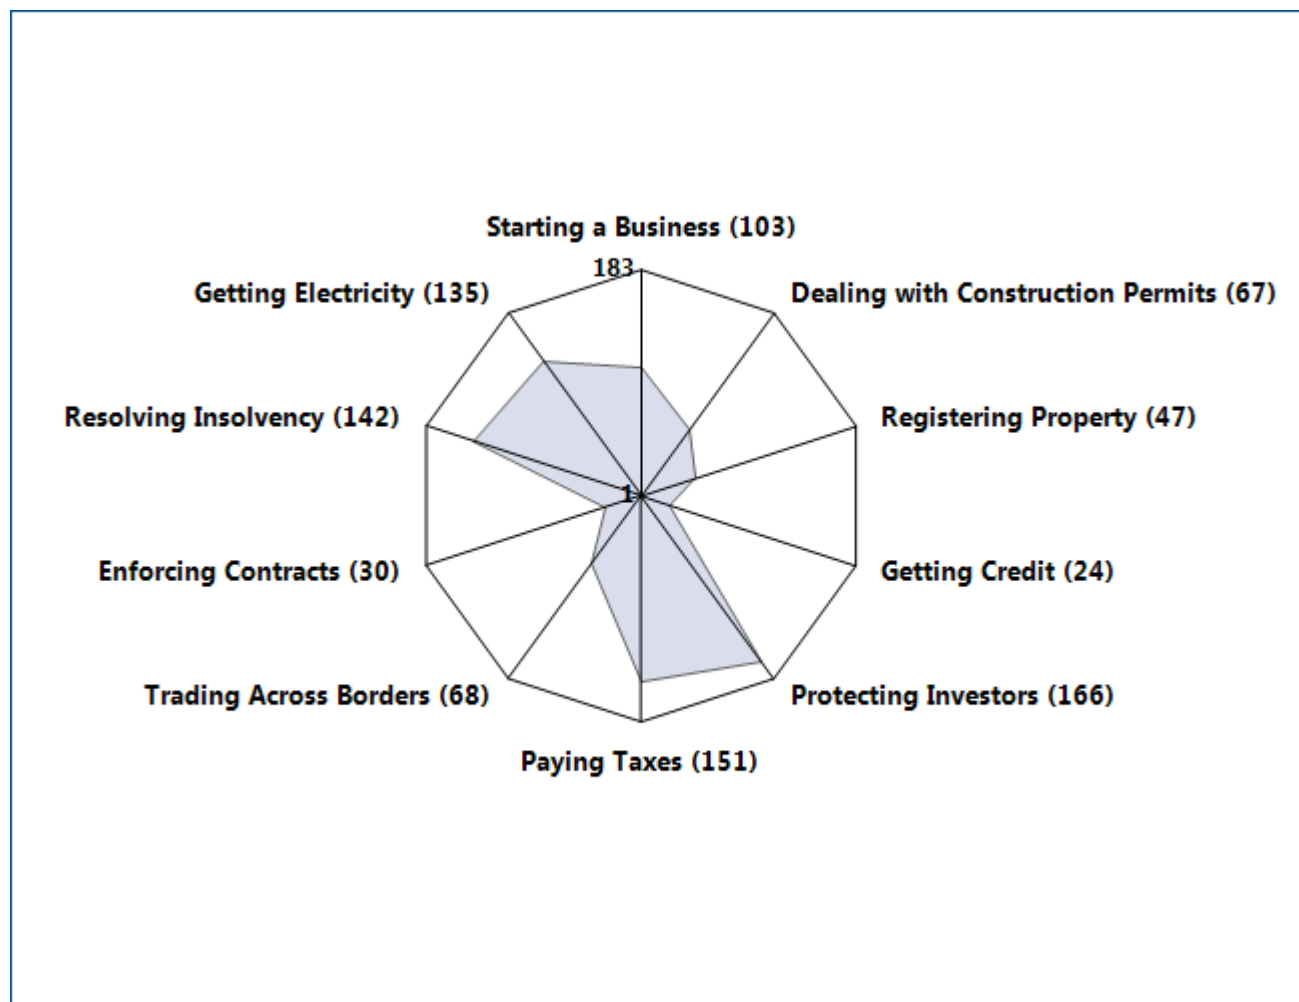 Starting a Business (103)
183
Getting Electricity (135)
Dealing with Construction Permits (67)
Resolving Insolvency (142)
Registering Property (47)
1
Enforcing Contracts (30)
Getting Credit (24)
Trading Across Borders (68)
Protecting Investors (166)
Paying Taxes (151)